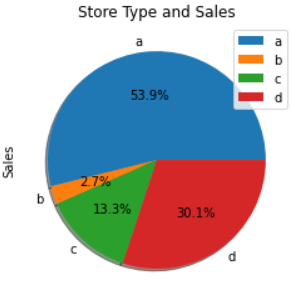 Store Type and Sales
a
a
b
c
d
53.9%
Sales
2.7%
b
13.3%
30.1%
c
d